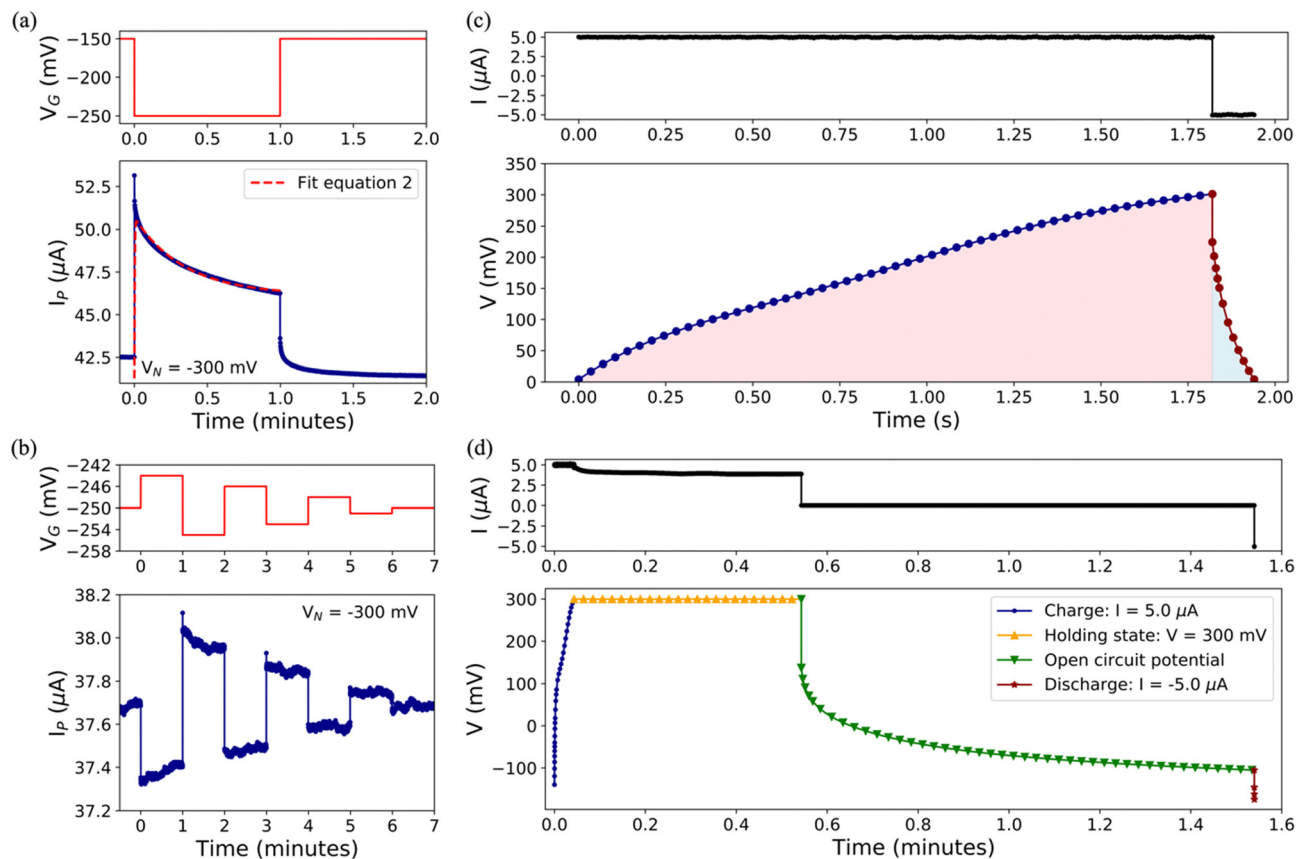 (a)
V_G (mV)
−150
−200
−250
0.0 0.5 1.0 1.5 2.0
I_P (μA)
52.5
50.0
47.5
45.0
42.5
Fit equation 2
V_N = -300 mV
0.0 0.5 1.0 1.5 2.0
Time (minutes)
(c)
I (μA)
5.0
2.5
0.0
−2.5
−5.0
0.00 0.25 0.50 0.75 1.00 1.25 1.50 1.75 2.00
V (mV)
350
300
250
200
150
100
50
0
0.00 0.25 0.50 0.75 1.00 1.25 1.50 1.75 2.00
Time (s)
(b)
V_G (mV)
−242
−246
−250
−254
−258
0 1 2 3 4 5 6 7
I_P (μA)
38.2
38.0
37.8
37.6
37.4
37.2
V_N = -300 mV
0 1 2 3 4 5 6 7
Time (minutes)
(d)
I (μA)
5.0
2.5
0.0
−2.5
−5.0
0.0 0.2 0.4 0.6 0.8 1.0 1.2 1.4 1.6
V (mV)
300
200
100
0
−100
Charge: I = 5.0 μA
Holding state: V = 300 mV
Open circuit potential
Discharge: I = -5.0 μA
0.0 0.2 0.4 0.6 0.8 1.0 1.2 1.4 1.6
Time (minutes)